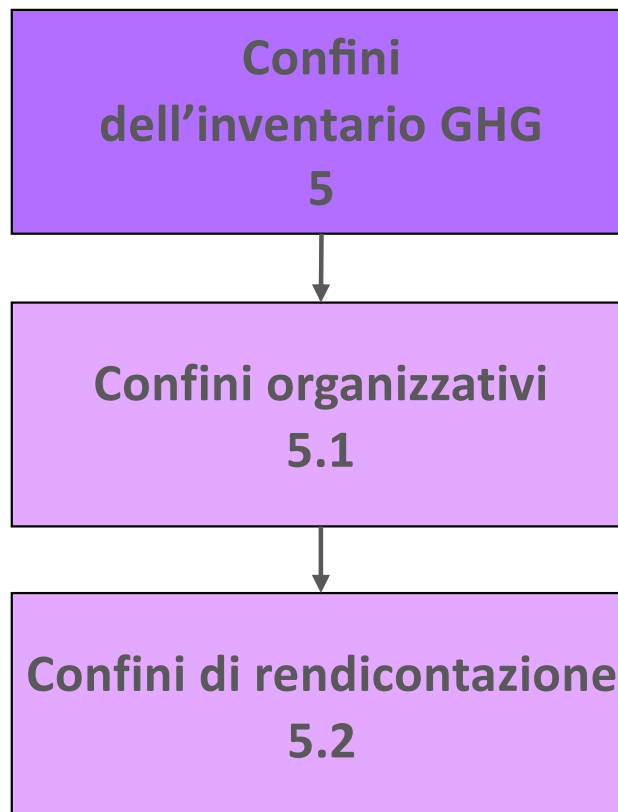 Confini
dell’inventario GHG
5
Confini organizzativi
5.1
Confini di rendicontazione
5.2